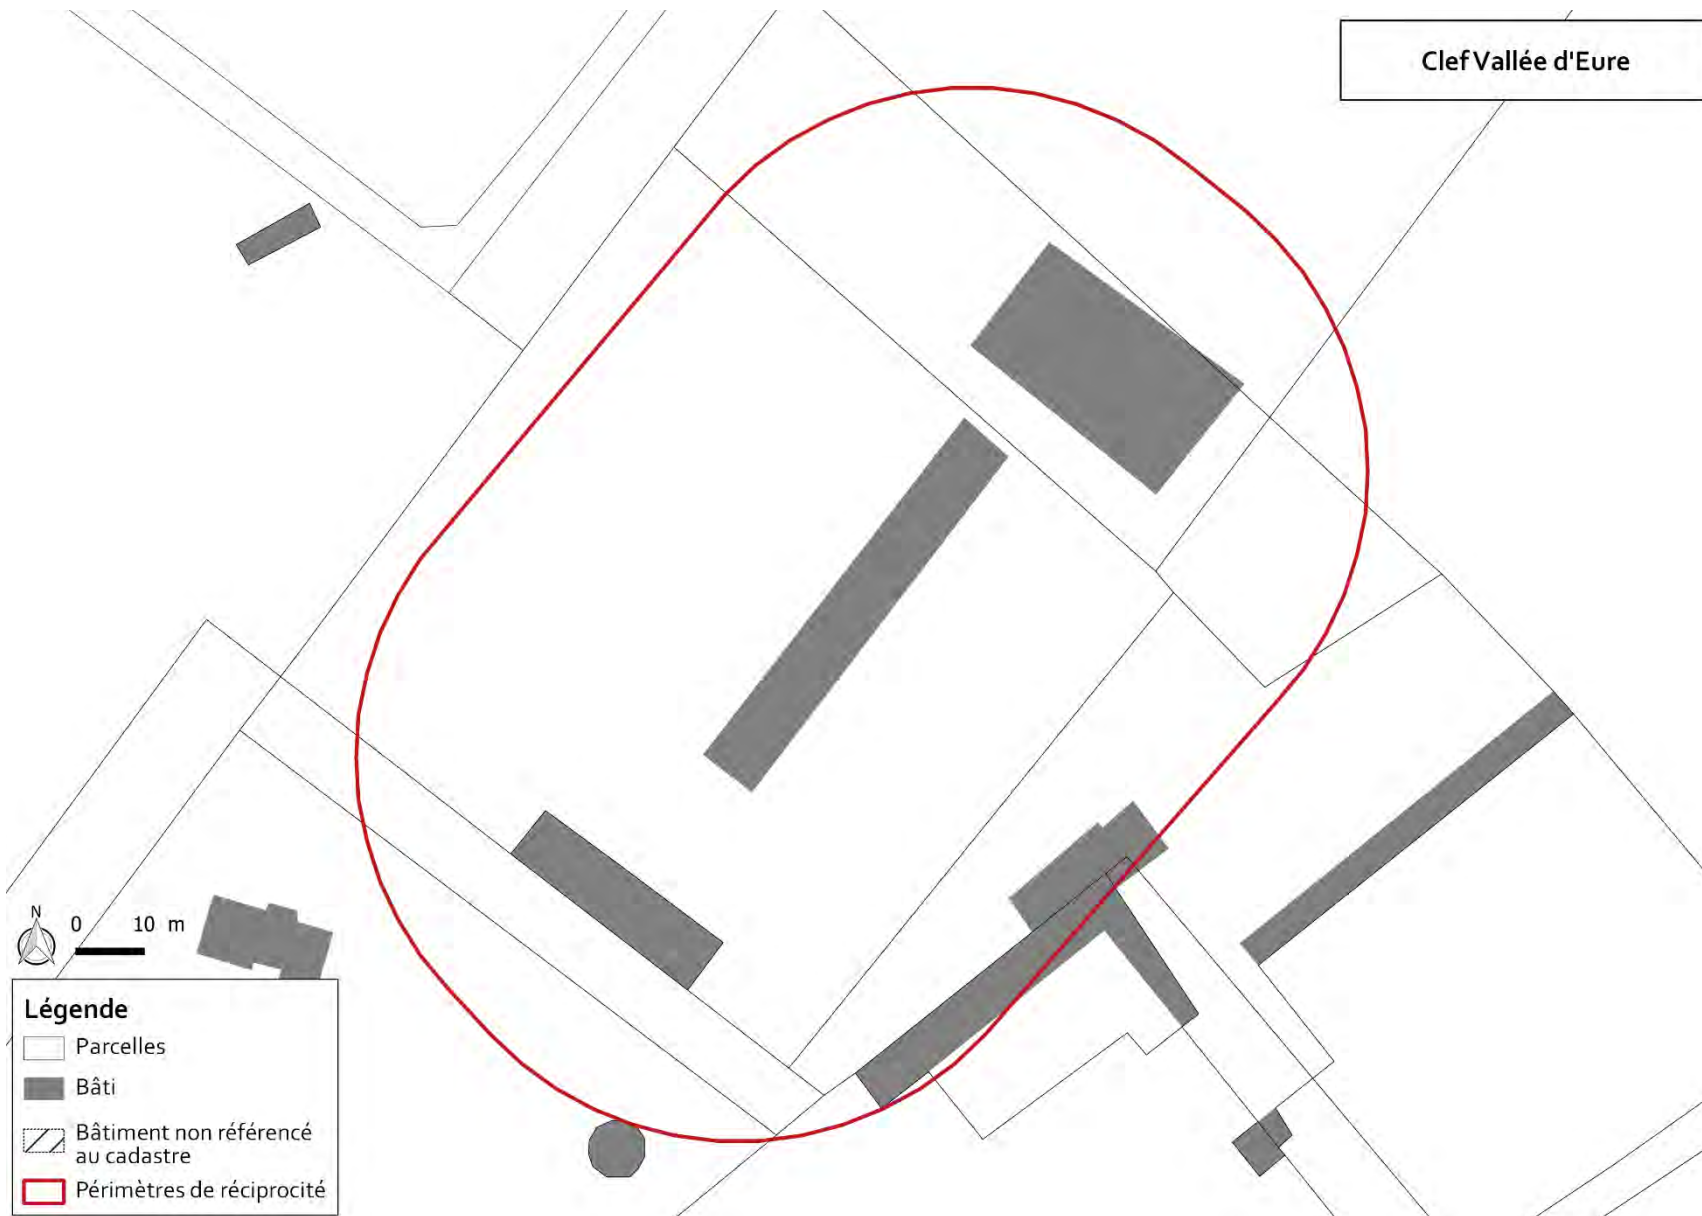 Clef Vallée d'Eure
N
0 10 m
Légende
Parcelles
Bâti
Bâtiment non référencé
au cadastre
Périmètres de réciprocité